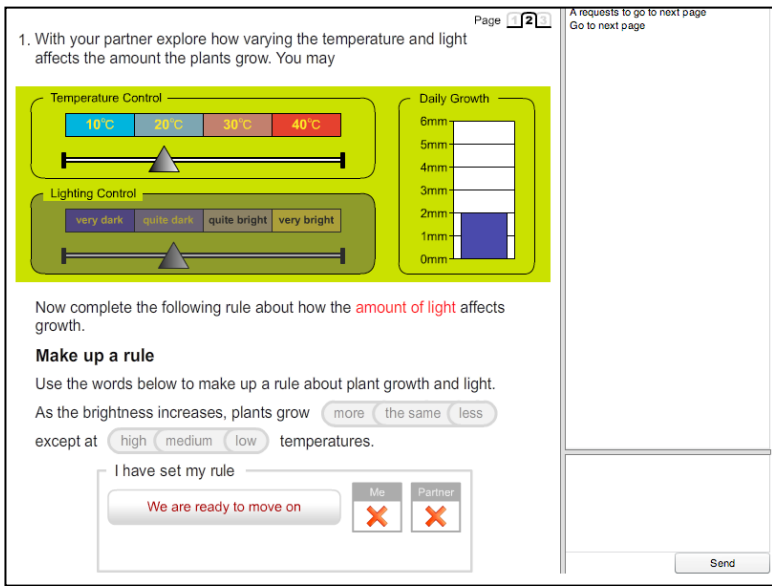 Page 1 2 3
1. With your partner explore how varying the temperature and light
affects the amount the plants grow. You may
Temperature Control
10°C 20°C 30°C 40°C
Lighting Control
very dark quite dark quite bright very bright
Daily Growth
6mm
5mm
4mm
3mm
2mm
1mm
0mm
Now complete the following rule about how the amount of light affects
growth.
Make up a rule
Use the words below to make up a rule about plant growth and light.
As the brightness increases, plants grow more the same less
except at high medium low temperatures.
I have set my rule
We are ready to move on
Me Partner
A requests to go to next page
Go to next page
Send